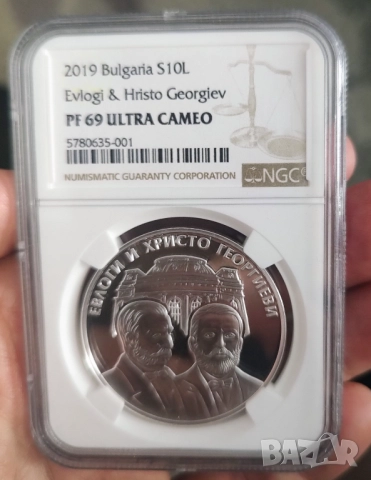 2019 Bulgaria S10L
Evlogi & Hristo Georgiev
PF 69 ULTRA CAMEO
5780635-001
NUMISMATIC GUARANTY CORPORATION
NGC
ЕВЛОГИ И ХРИСТО ГЕОРГИЕВИ
BAZAR